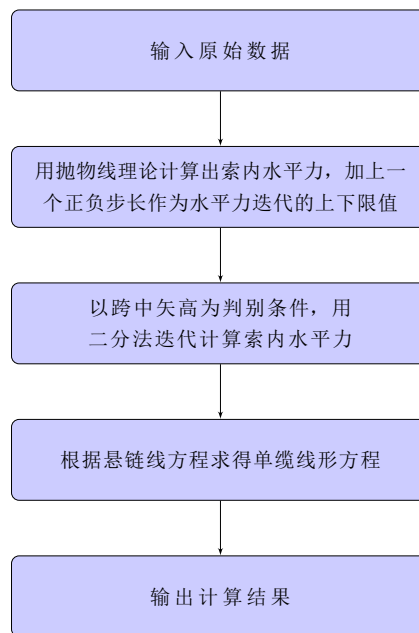 输入原始数据
用抛物线理论计算出索内水平力，加上一
个正负步长作为水平力迭代的上下限值
以跨中矢高为判别条件，用
二分法迭代计算索内水平力
根据悬链线方程求得单缆线形方程
输出计算结果